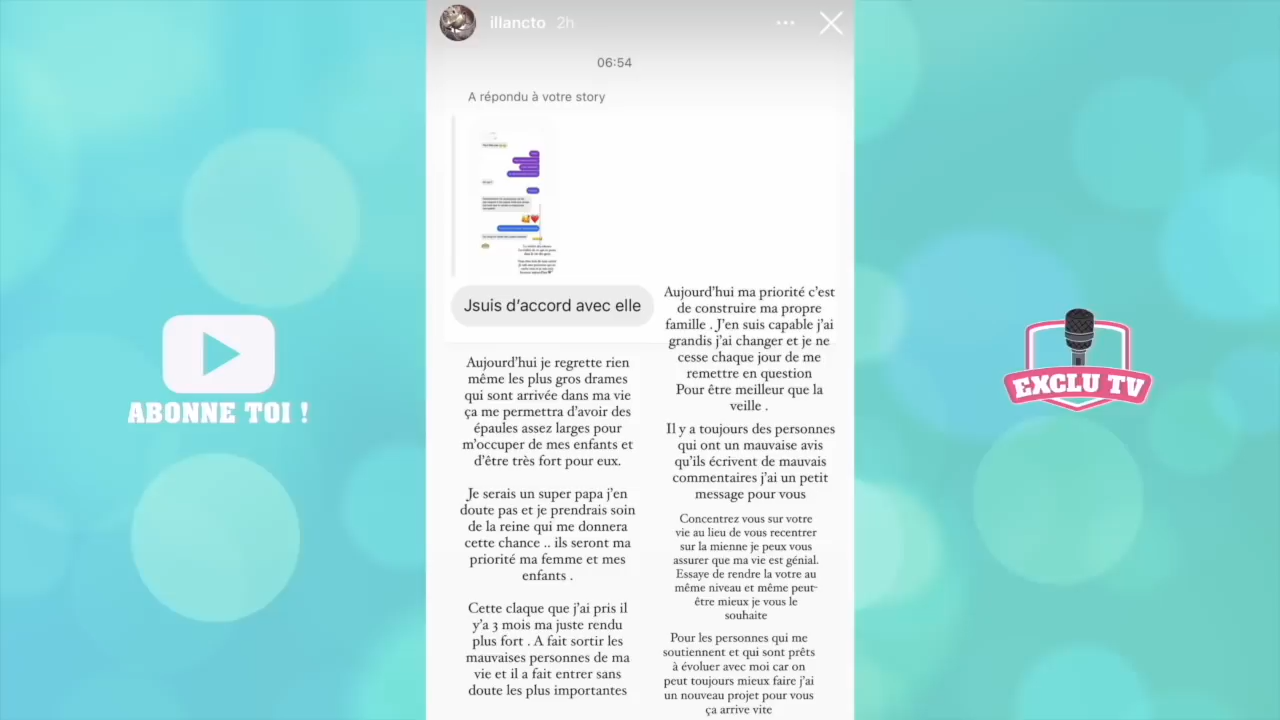 illancto 2h
06:54
A répondu à votre story
Jsuis d'accord avec elle
Aujourd'hui je regrette rien
même les plus gros drames
qui sont arrivée dans ma vie
ça me permettra d'avoir des
épaules assez larges pour
m'occuper de mes enfants et
d'être très fort pour eux.
Je serais un super papa j'en
doute pas et je prendrais soin
de la reine qui me donnera
cette chance .. ils seront ma
priorité ma femme et mes
enfants .
Cette claque que j'ai pris il
y'a 3 mois ma juste rendu
plus fort . A fait sortir les
mauvaises personnes de ma
vie et il a fait entrer sans
doute les plus importantes
Aujourd'hui ma priorité c'est
de construire ma propre
famille . J'en suis capable j'ai
grandis j'ai changer et je ne
cesse chaque jour de me
remettre en question
Pour être meilleur que la
veille .
Il y a toujours des personnes
qui ont un mauvaise avis
qu'ils écrivent de mauvais
commentaires j'ai un petit
message pour vous
Concentrez vous sur votre
vie au lieu de vous recentrer
sur la mienne je peux vous
assurer que ma vie est génial.
Essaye de rendre la votre au
même niveau et même peut-
être mieux je vous le
souhaite
Pour les personnes qui me
soutiennent et qui sont prêts
à évoluer avec moi car on
peut toujours mieux faire j'ai
un nouveau projet pour vous
ça arrive vite
ABONNE TOI !
EXCLU TV